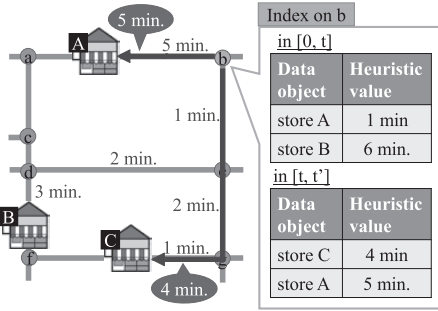 5 min.
A
5 min.
a
b
1 min.
c
d
2 min.
3 min.
2 min.
B
C
1 min.
f
4 min.
Index on b
in [0, t]
Data object Heuristic value
store A 1 min
store B 6 min.
in [t, t’]
Data object Heuristic value
store C 4 min
store A 5 min.